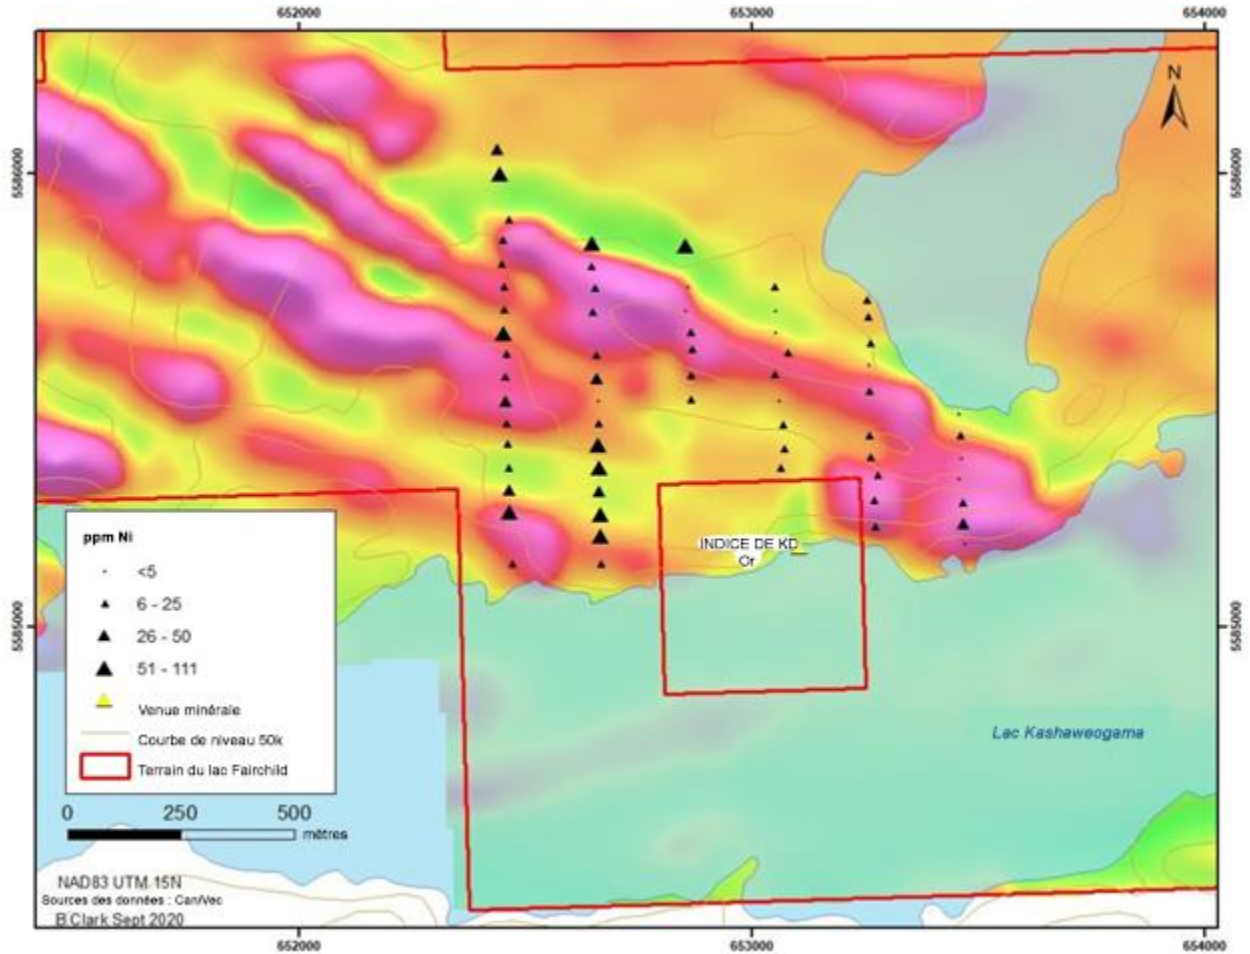 652000
653000
654000
N
5586000
5586000
INDICE DE KD
Or
ppm Ni
<5
6 - 25
26 - 50
51 - 111
Venue minérale
Courbe de niveau 50k
Terrain du lac Fairchild
5585000
5585000
Lac Kashaweogama
0 250 500
mètres
NAD83 UTM 15N
Sources des données : Can/Vec
B.Clark Sept 2020
652000
653000
654000